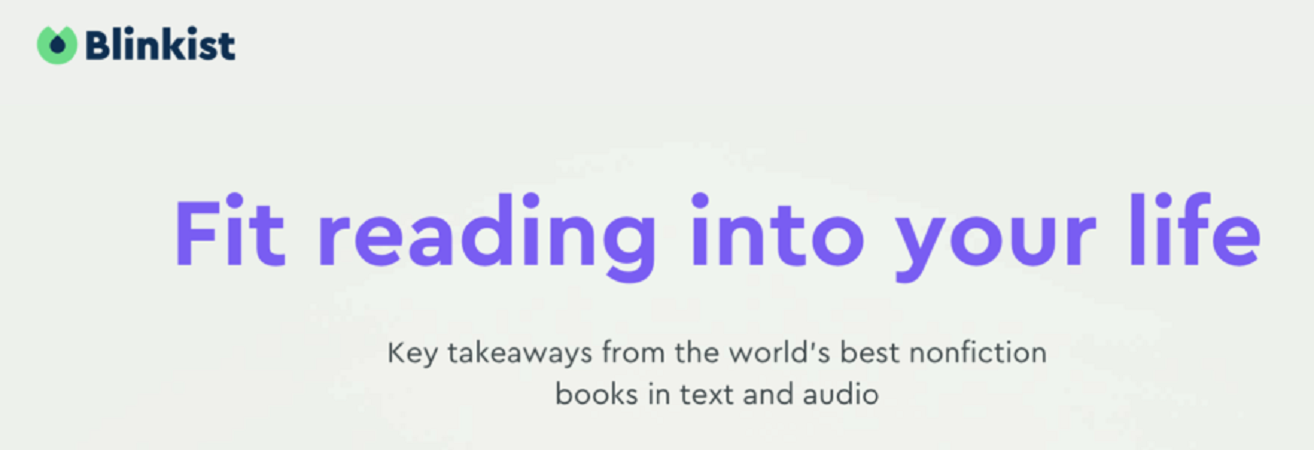 Blinkist
Fit reading into your life
Key takeaways from the world's best nonfiction
books in text and audio